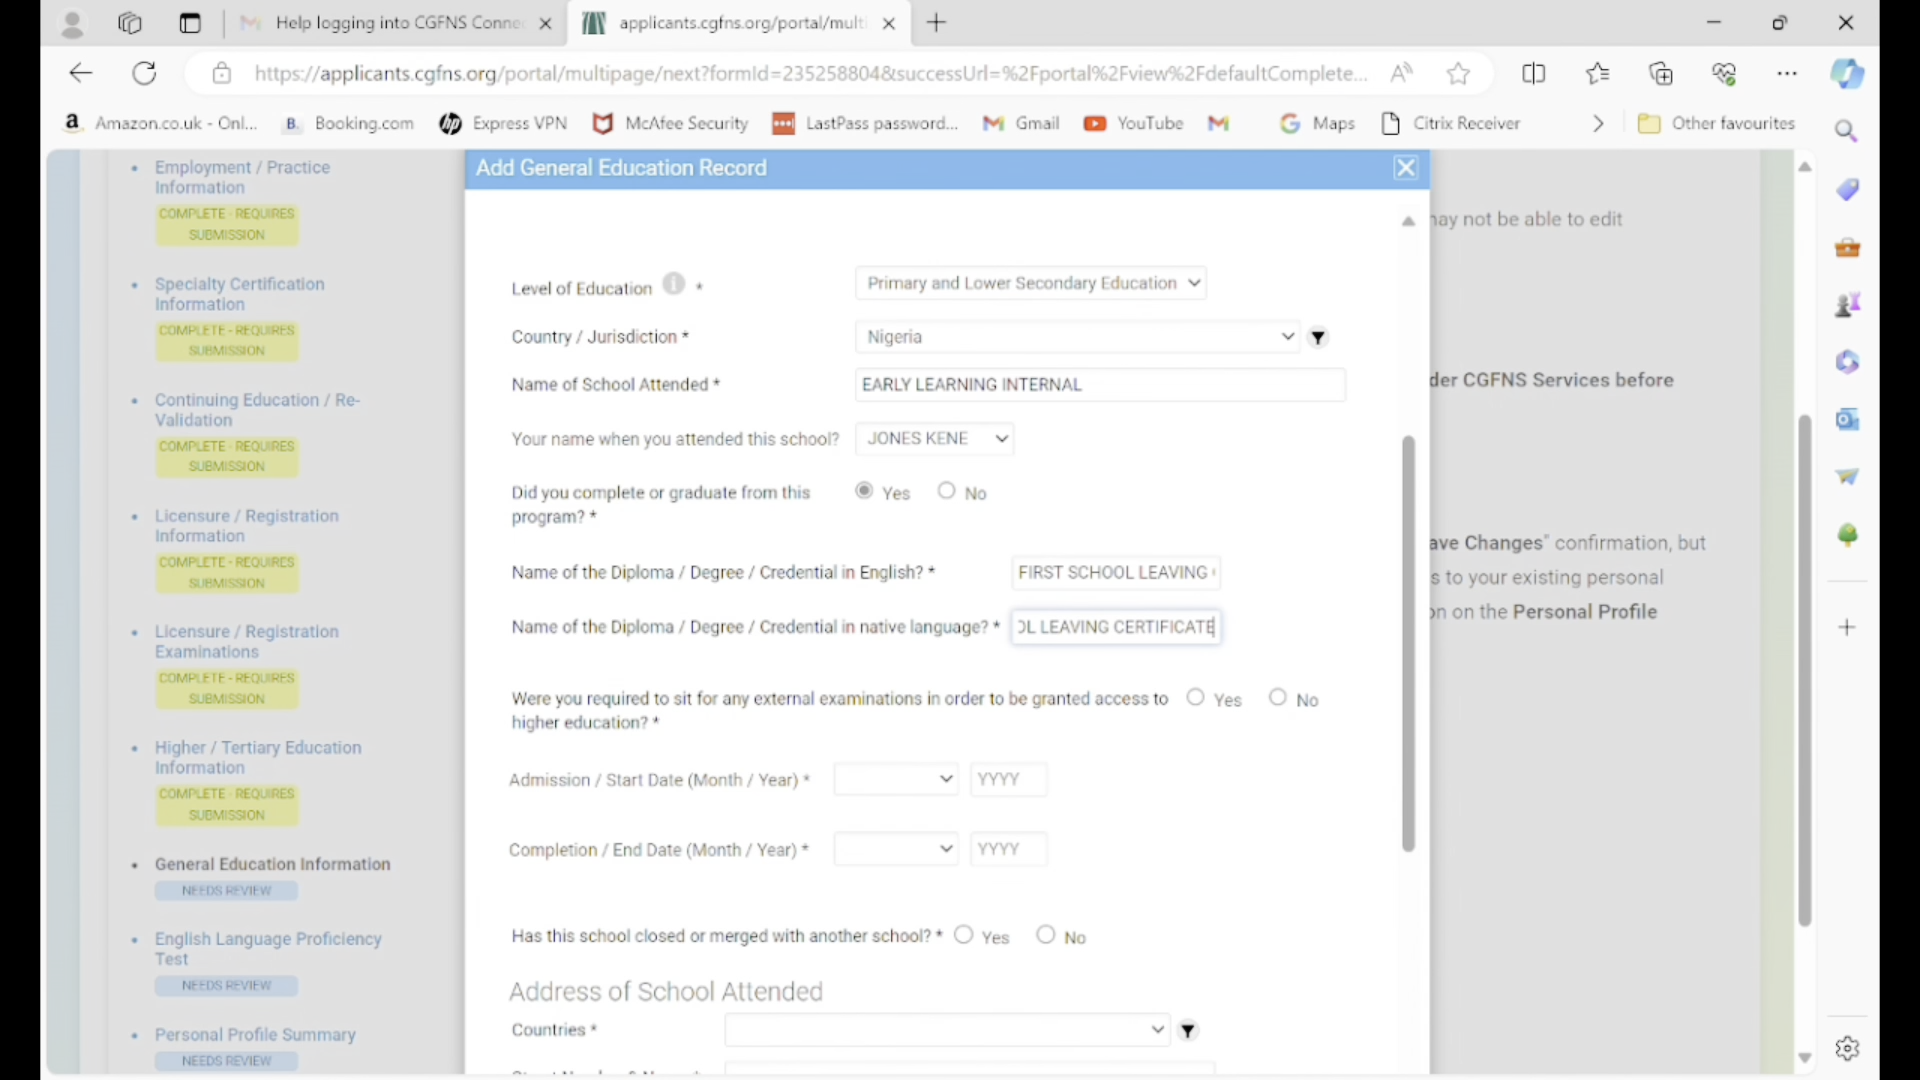 Help logging into CGFNS Conne
applicants.cgfns.org/portal/multi
https://applicants.cgfns.org/portal/multipage/next?formId=235258804&successUrl=%2Fportal%2Fview%2FdefaultComplete...
Amazon.co.uk - Onl...
Booking.com
Express VPN
McAfee Security
LastPass password...
Gmail
YouTube
Maps
Citrix Receiver
Other favourites
Employment / Practice
Information
COMPLETE - REQUIRES
SUBMISSION
Specialty Certification
Information
COMPLETE - REQUIRES
SUBMISSION
Continuing Education / Re-
Validation
COMPLETE - REQUIRES
SUBMISSION
Licensure / Registration
Information
COMPLETE - REQUIRES
SUBMISSION
Licensure / Registration
Examinations
COMPLETE - REQUIRES
SUBMISSION
Higher / Tertiary Education
Information
COMPLETE - REQUIRES
SUBMISSION
General Education Information
NEEDS REVIEW
English Language Proficiency
Test
NEEDS REVIEW
Personal Profile Summary
NEEDS REVIEW
Add General Education Record
Level of Education * Primary and Lower Secondary Education
Country / Jurisdiction * Nigeria
Name of School Attended * EARLY LEARNING INTERNAL
Your name when you attended this school? JONES KENE
Did you complete or graduate from this Yes No
program? *
Name of the Diploma / Degree / Credential in English? * FIRST SCHOOL LEAVING
Name of the Diploma / Degree / Credential in native language? * OL LEAVING CERTIFICATE
Were you required to sit for any external examinations in order to be granted access to Yes No
higher education? *
Admission / Start Date (Month / Year) * YYYY
Completion / End Date (Month / Year) * YYYY
Has this school closed or merged with another school? * Yes No
Address of School Attended
Countries *
may not be able to edit
der CGFNS Services before
ave Changes" confirmation, but
s to your existing personal
on on the Personal Profile